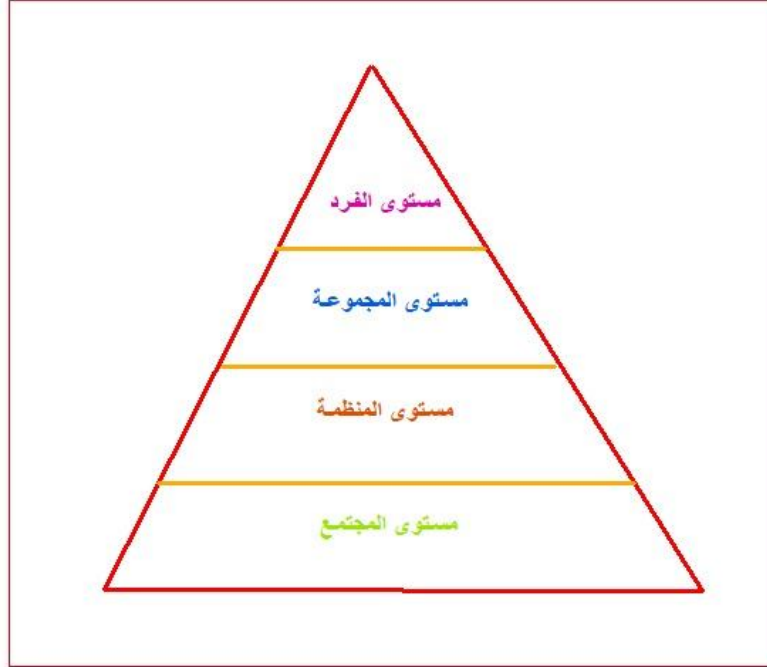 مستوى الفرد
مستوى المجموعة
مستوى المنظمة
مستوى المجتمع